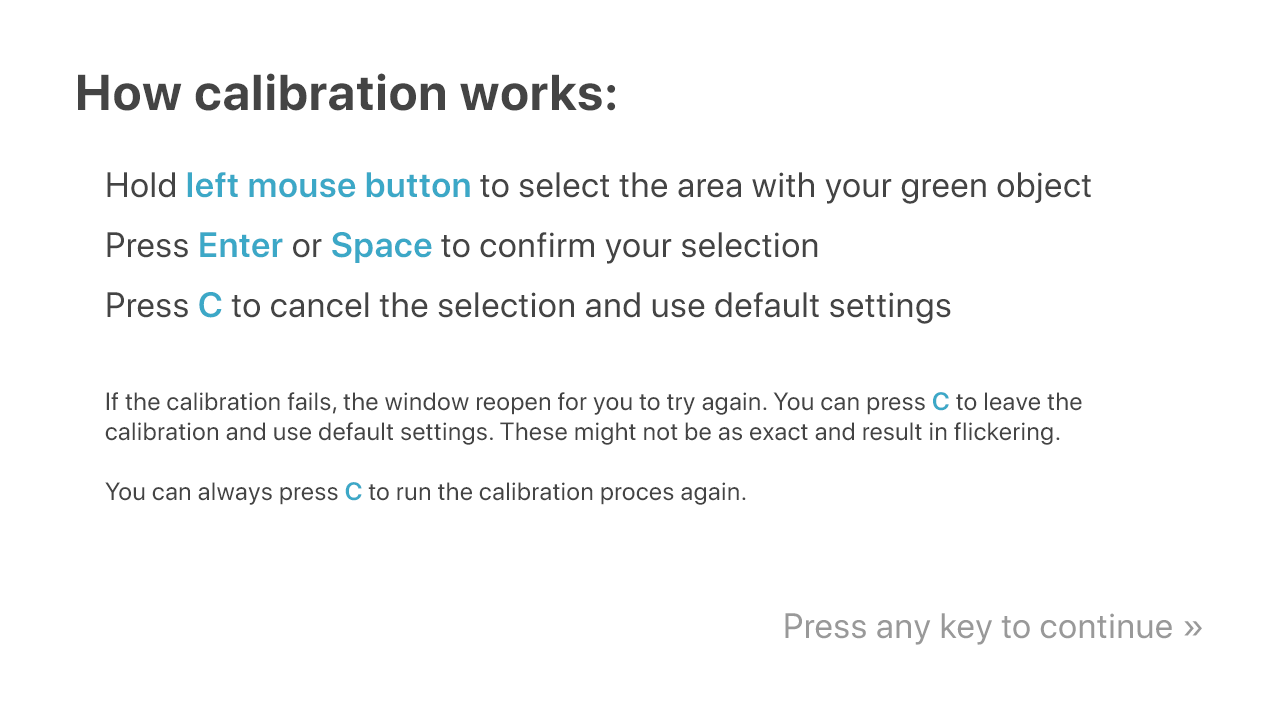 How calibration works:
Hold left mouse button to select the area with your green object
Press Enter or Space to confirm your selection
Press C to cancel the selection and use default settings
If the calibration fails, the window reopen for you to try again. You can press C to leave the
calibration and use default settings. These might not be as exact and result in flickering.
You can always press C to run the calibration proces again.
Press any key to continue »